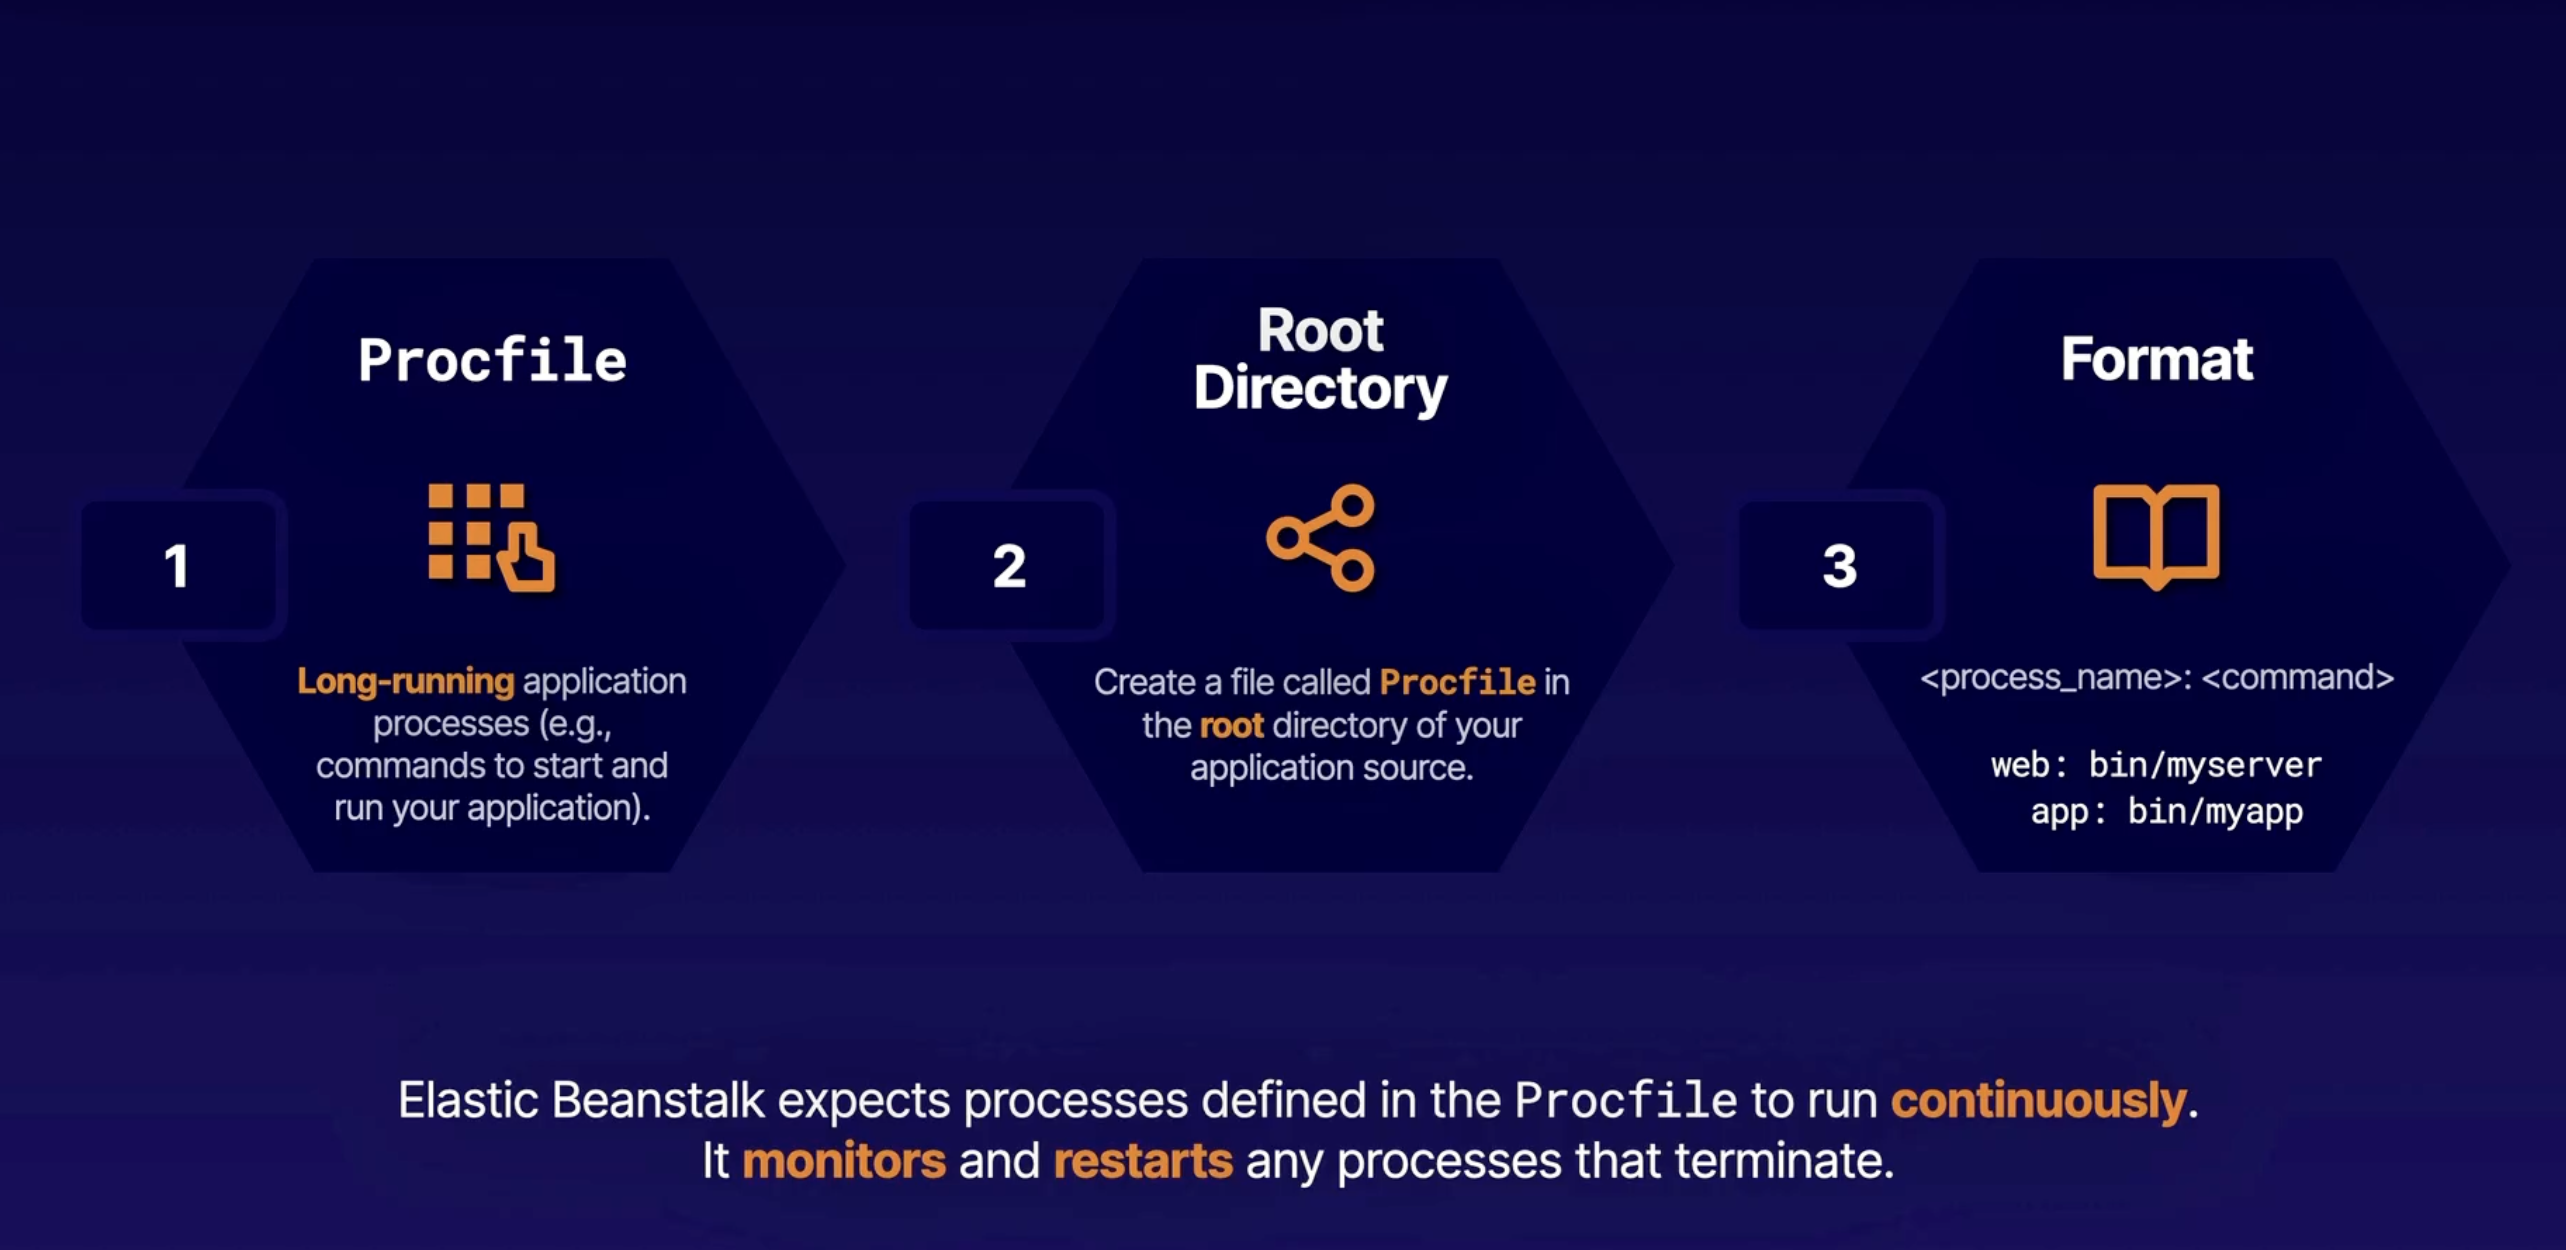 Procfile
1
Long-running application
processes (e.g.,
commands to start and
run your application).
Root
Directory
2
Create a file called Procfile in
the root directory of your
application source.
Format
3
<process_name>: <command>
web: bin/myserver
app: bin/myapp
Elastic Beanstalk expects processes defined in the Procfile to run continuously.
It monitors and restarts any processes that terminate.